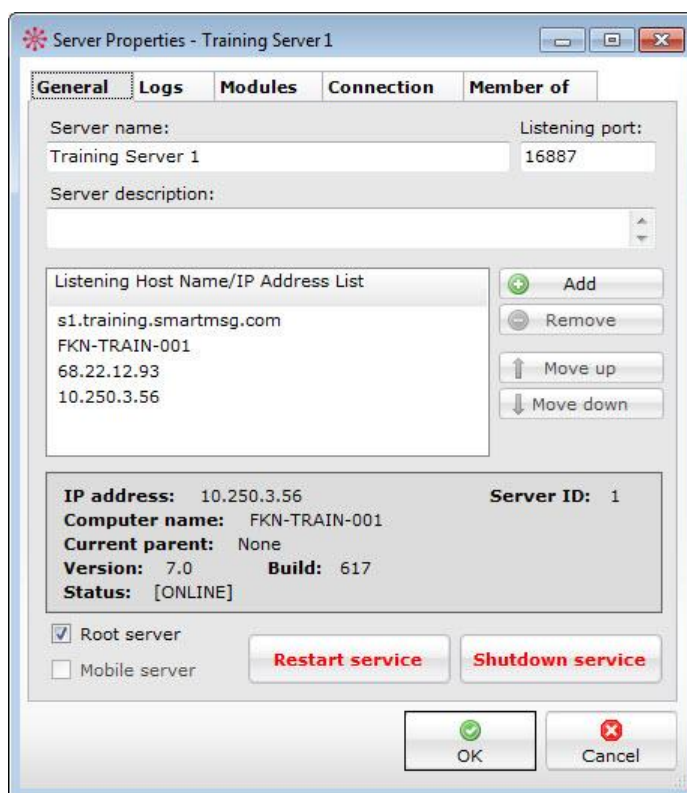 Server Properties - Training Server 1
General Logs Modules Connection Member of
Server name: Listening port:
Training Server 1 16887
Server description:
Listening Host Name/IP Address List
Add
s1.training.smartmsg.com
Remove
FKN-TRAIN-001
68.22.12.93
Move up
10.250.3.56
Move down
IP address: 10.250.3.56 Server ID: 1
Computer name: FKN-TRAIN-001
Current parent: None
Version: 7.0 Build: 617
Status: [ONLINE]
Root server
Mobile server
Restart service Shutdown service
OK Cancel